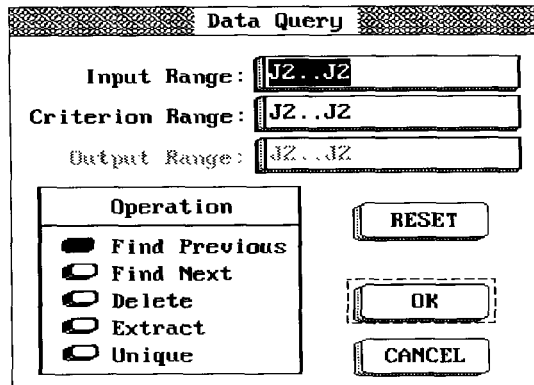 Data Query
Input Range: J2..J2
Criterion Range: J2..J2
Output Range: J2..J2
Operation
Find Previous
Find Next
Delete
Extract
Unique
RESET
OK
CANCEL